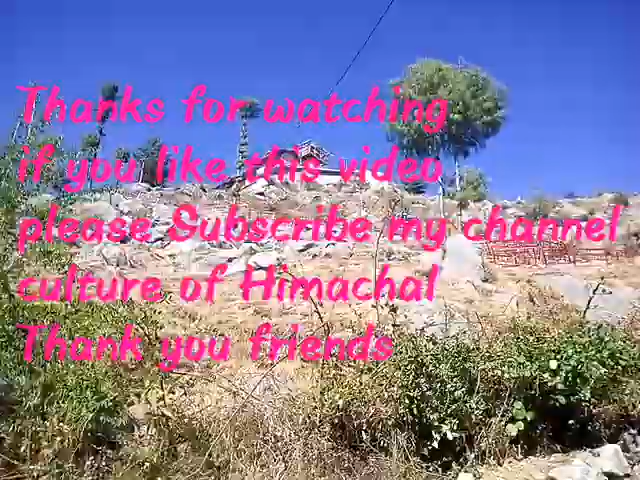 Thanks for watching
if you like this video
please Subscribe my channel
culture of Himachal
Thank you friends